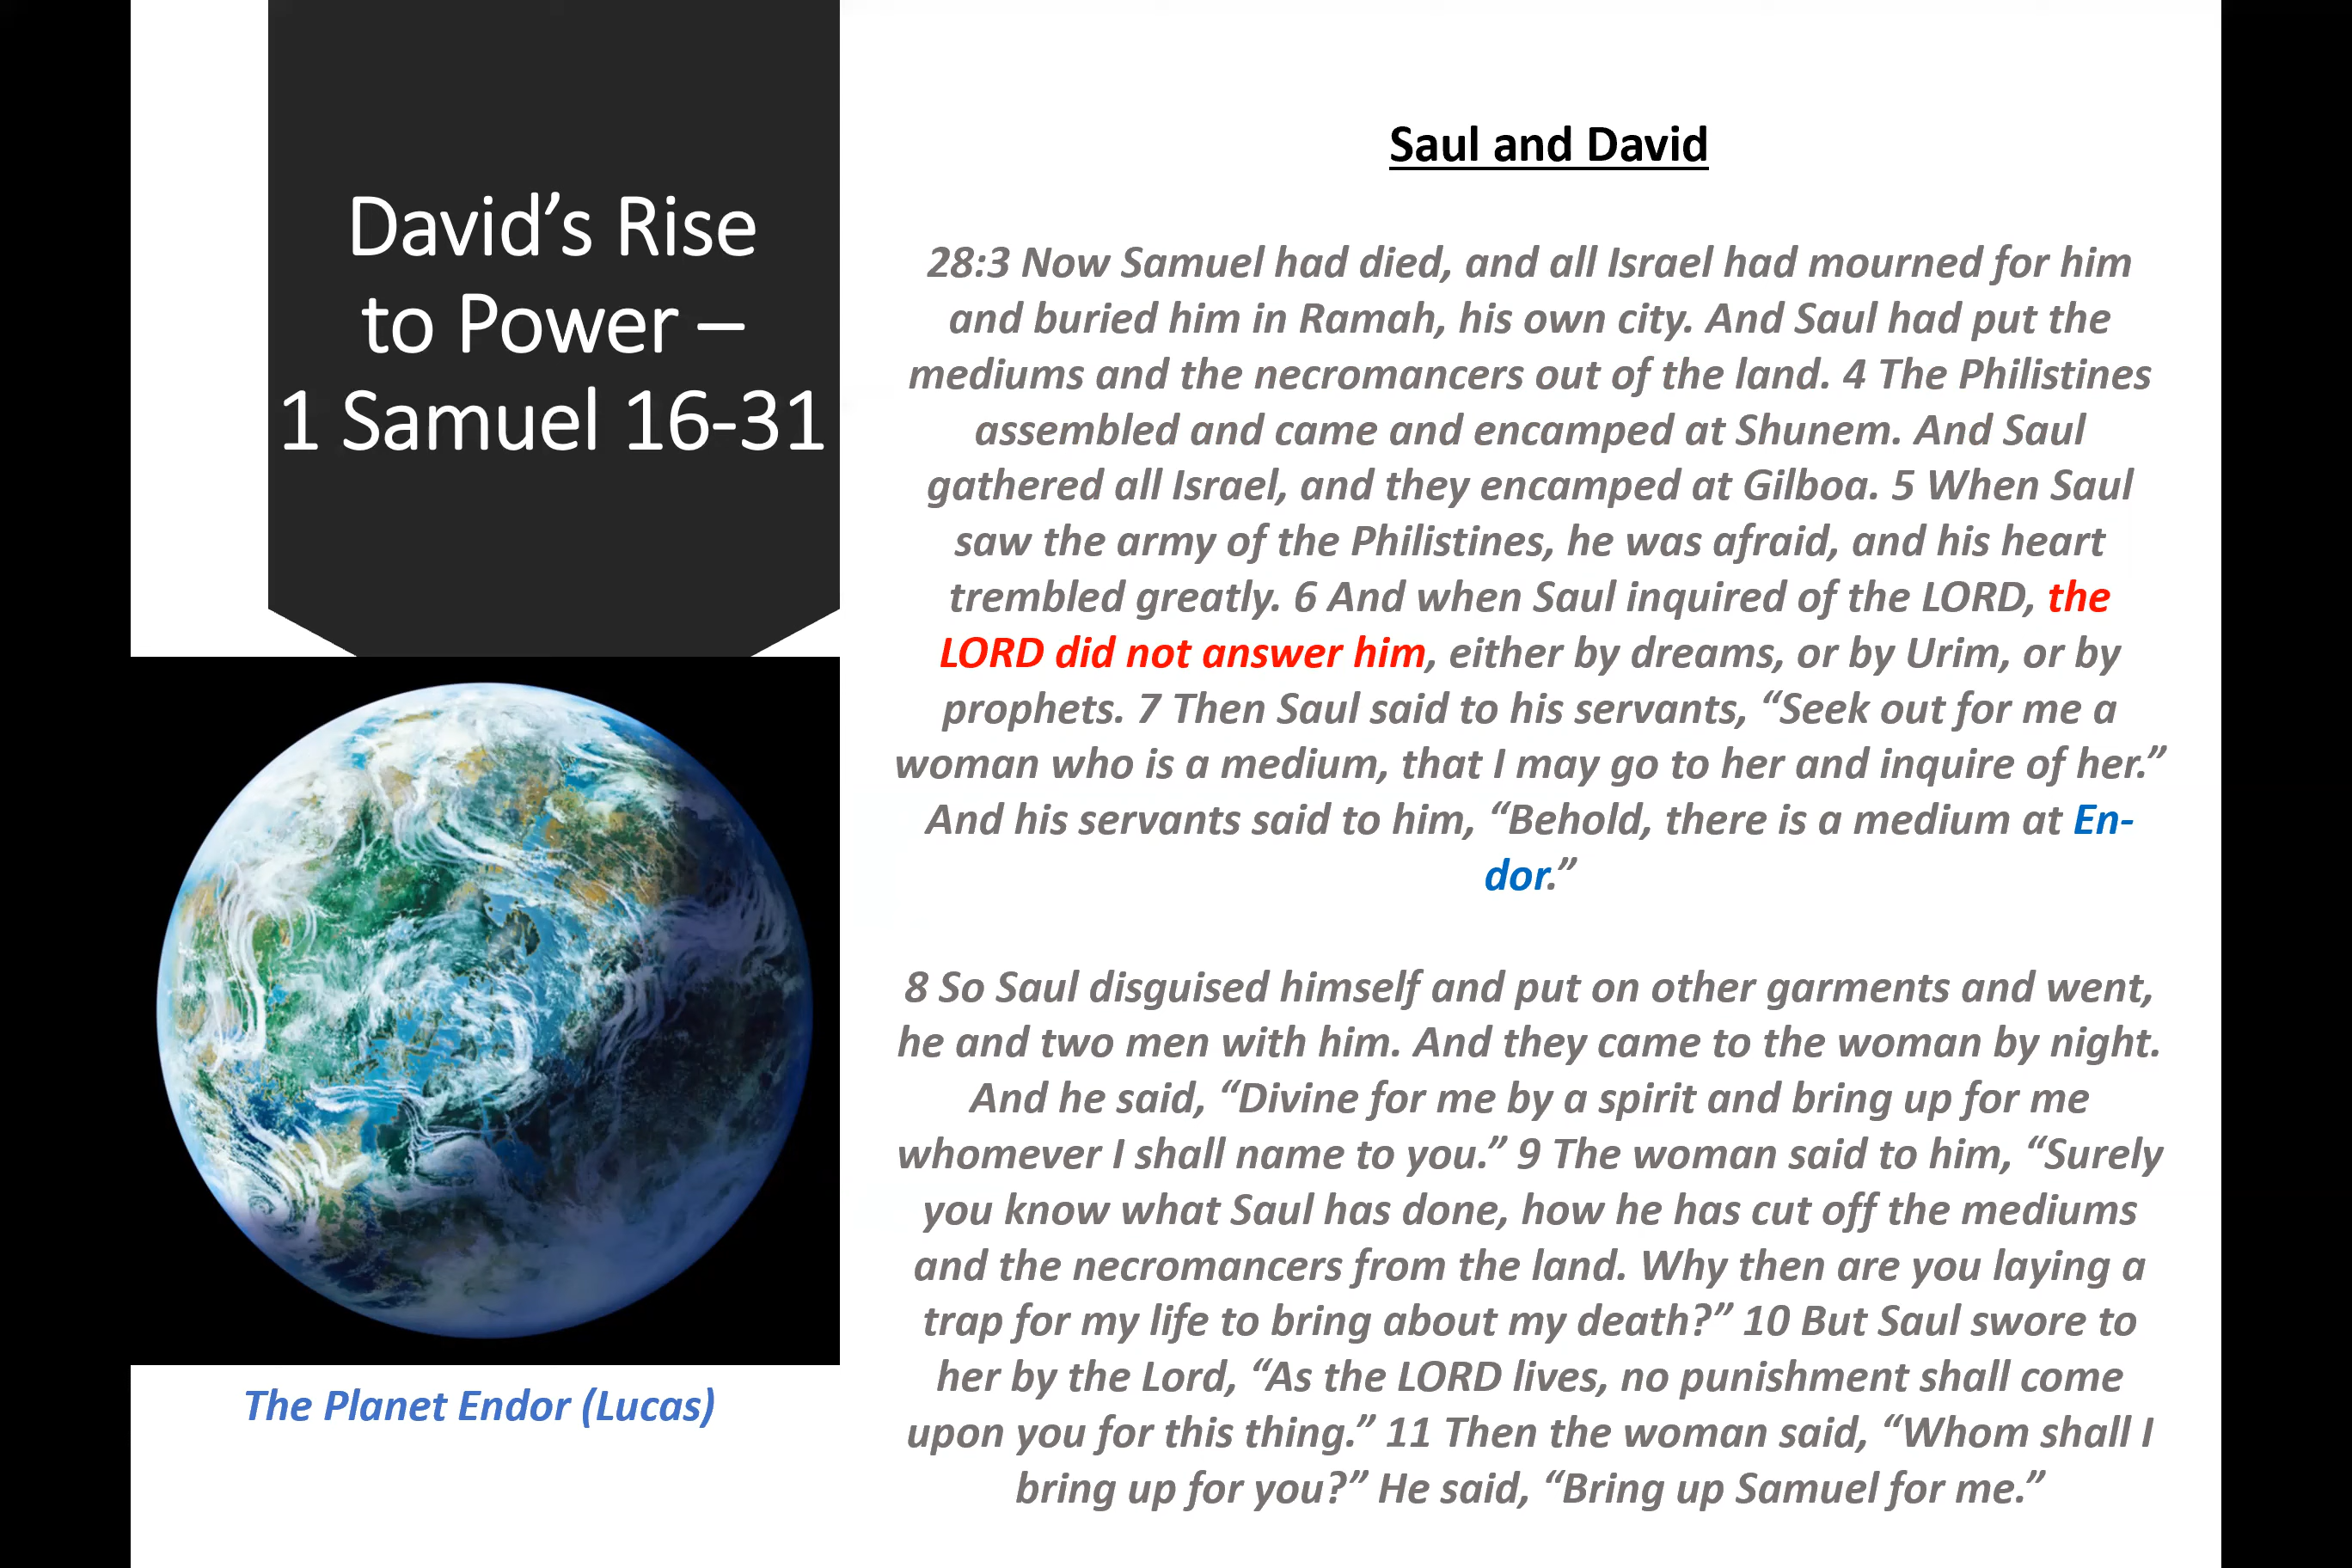 David’s Rise
to Power –
1 Samuel 16-31
The Planet Endor (Lucas)
Saul and David
28:3 Now Samuel had died, and all Israel had mourned for him
and buried him in Ramah, his own city. And Saul had put the
mediums and the necromancers out of the land. 4 The Philistines
assembled and came and encamped at Shunem. And Saul
gathered all Israel, and they encamped at Gilboa. 5 When Saul
saw the army of the Philistines, he was afraid, and his heart
trembled greatly. 6 And when Saul inquired of the LORD, the
LORD did not answer him, either by dreams, or by Urim, or by
prophets. 7 Then Saul said to his servants, “Seek out for me a
woman who is a medium, that I may go to her and inquire of her.”
And his servants said to him, “Behold, there is a medium at En-
dor.”
8 So Saul disguised himself and put on other garments and went,
he and two men with him. And they came to the woman by night.
And he said, “Divine for me by a spirit and bring up for me
whomever I shall name to you.” 9 The woman said to him, “Surely
you know what Saul has done, how he has cut off the mediums
and the necromancers from the land. Why then are you laying a
trap for my life to bring about my death?” 10 But Saul swore to
her by the Lord, “As the LORD lives, no punishment shall come
upon you for this thing.” 11 Then the woman said, “Whom shall I
bring up for you?” He said, “Bring up Samuel for me.”